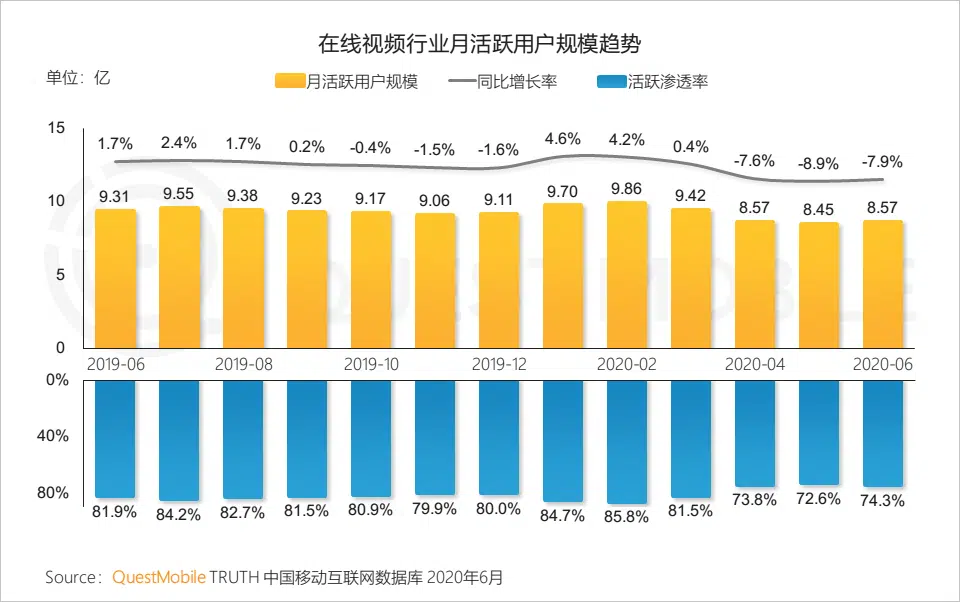 在线视频行业月活跃用户规模趋势
单位：亿
月活跃用户规模 同比增长率 活跃渗透率
15
1.7% 2.4% 1.7% 0.2% -0.4% -1.5% -1.6% 4.6% 4.2% 0.4% -7.6% -8.9% -7.9%
10
9.31 9.55 9.38 9.23 9.17 9.06 9.11 9.70 9.86 9.42 8.57 8.45 8.57
5
QUEST MOBILE
0
2019-06 2019-08 2019-10 2019-12 2020-02 2020-04 2020-06
0%
40%
80%
81.9% 84.2% 82.7% 81.5% 80.9% 79.9% 80.0% 84.7% 85.8% 81.5% 73.8% 72.6% 74.3%
Source：QuestMobile TRUTH 中国移动互联网数据库 2020年6月